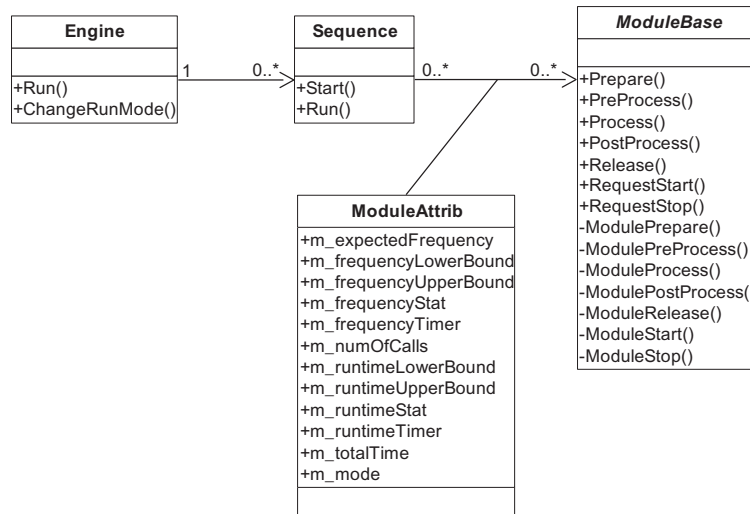 Engine
+Run()
+ChangeRunMode()
1
0..*
Sequence
+Start()
+Run()
0..*
0..*
ModuleBase
+Prepare()
+PreProcess()
+Process()
+PostProcess()
+Release()
+RequestStart()
+RequestStop()
-ModulePrepare()
-ModulePreProcess()
-ModuleProcess()
-ModulePostProcess()
-ModuleRelease()
-ModuleStart()
-ModuleStop()
ModuleAttrib
+m_expectedFrequency
+m_frequencyLowerBound
+m_frequencyUpperBound
+m_frequencyStat
+m_frequencyTimer
+m_numOfCalls
+m_runtimeLowerBound
+m_runtimeUpperBound
+m_runtimeStat
+m_runtimeTimer
+m_totalTime
+m_mode